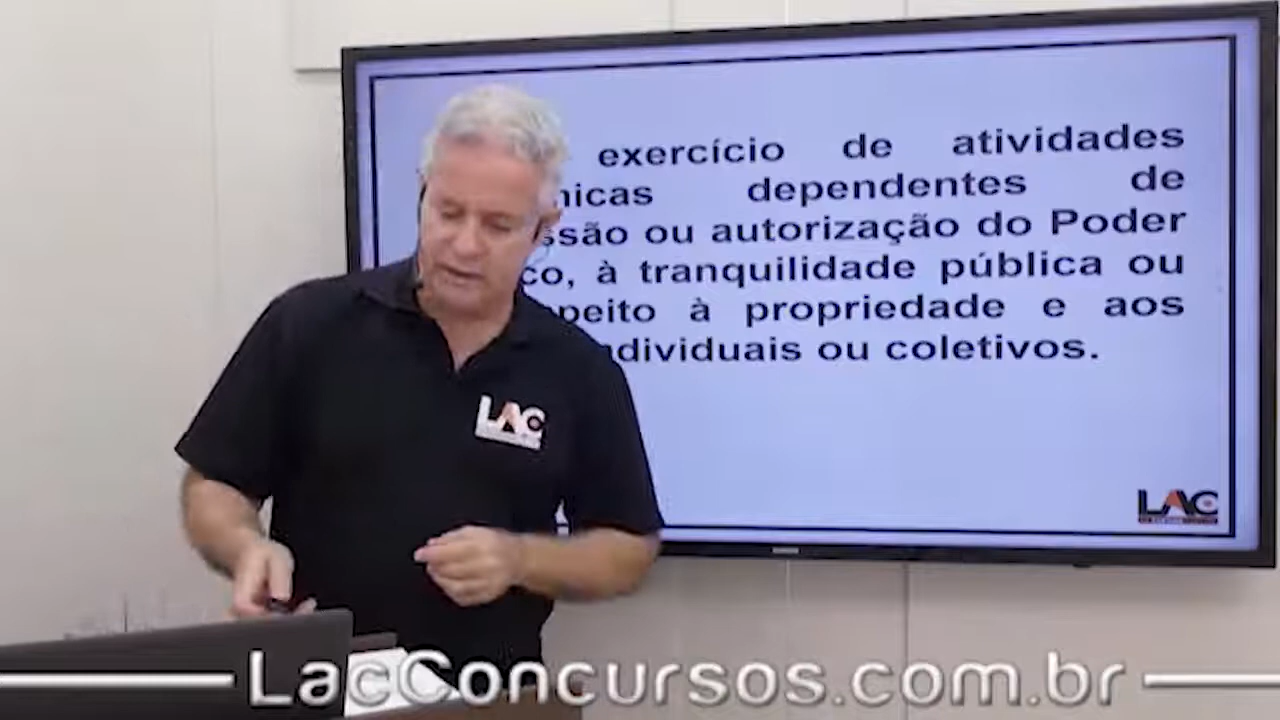 exercício de atividades
dependentes de
ou autorização do Poder
à tranquilidade pública ou
à propriedade e aos
ou coletivos.
LAC
LAC
LacConcursos.com.br